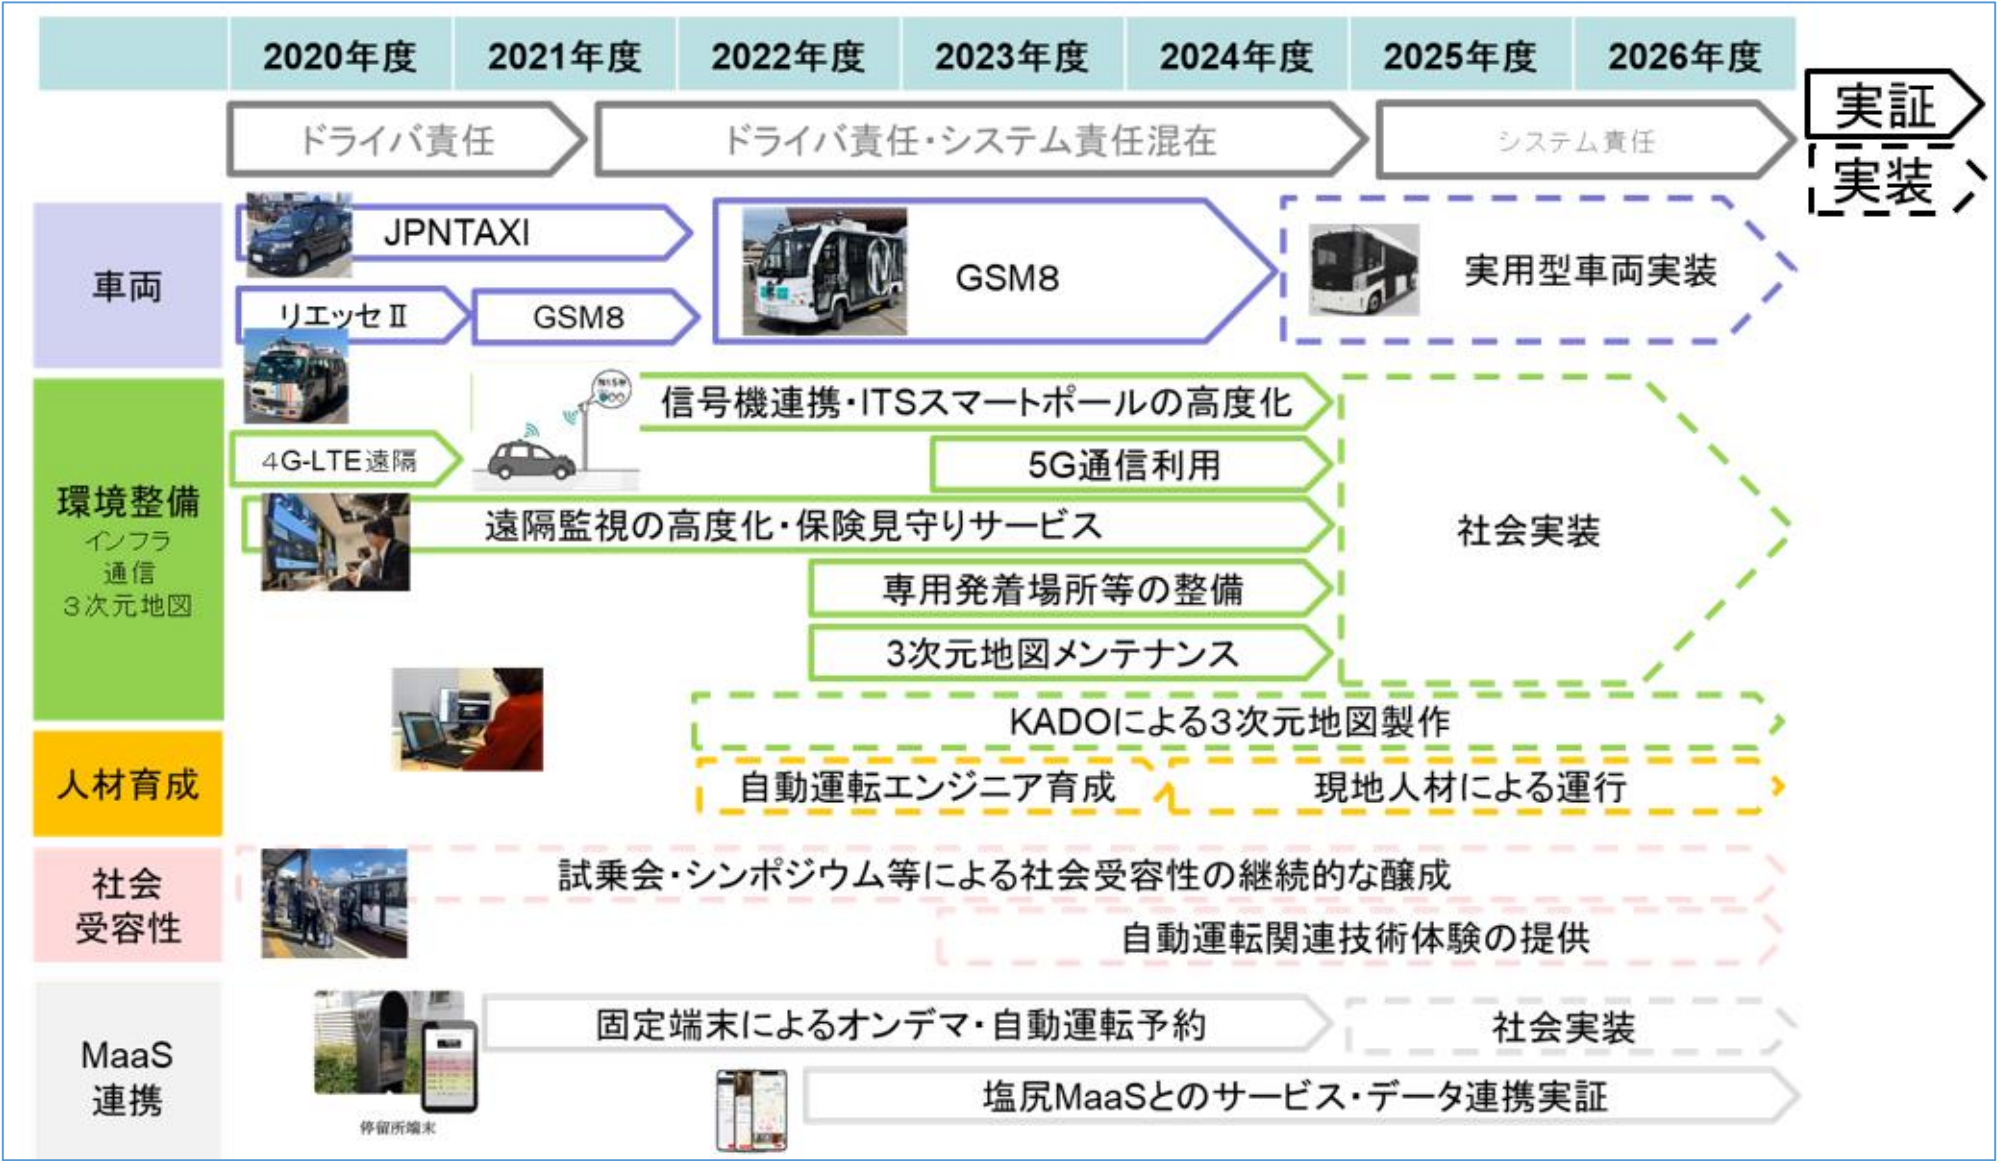 2020年度
2021年度
2022年度
2023年度
2024年度
2025年度
2026年度
実証
実装
ドライバ責任
ドライバ責任・システム責任混在
システム責任
車両
JPNTAXI
リエッセⅡ
GSM8
GSM8
実用型車両実装
環境整備
インフラ
通信
3次元地図
信号機連携・ITSスマートポールの高度化
4G-LTE遠隔
5G通信利用
遠隔監視の高度化・保険見守りサービス
専用発着場所等の整備
3次元地図メンテナンス
社会実装
KADOによる3次元地図製作
人材育成
自動運転エンジニア育成
現地人材による運行
社会
受容性
試乗会・シンポジウム等による社会受容性の継続的な醸成
自動運転関連技術体験の提供
MaaS
連携
固定端末によるオンデマ・自動運転予約
社会実装
停留所端末
塩尻MaaSとのサービス・データ連携実証